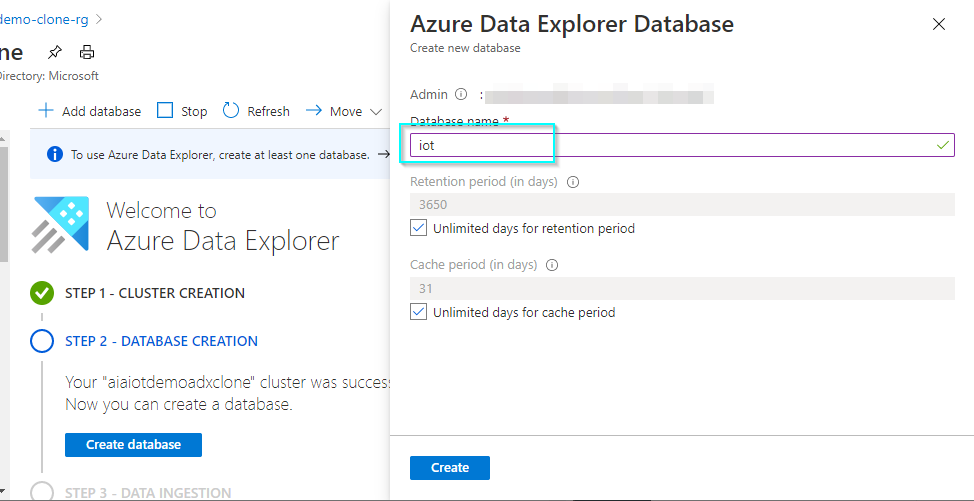 demo-clone-rg >
ne
Directory: Microsoft
Add database Stop Refresh Move
To use Azure Data Explorer, create at least one database. →
Welcome to
Azure Data Explorer
STEP 1 - CLUSTER CREATION
STEP 2 - DATABASE CREATION
Your "aiaiotdemoadxclone" cluster was succes
Now you can create a database.
Create database
STEP 3 - DATA INGESTION
Azure Data Explorer Database
Create new database
Admin :
Database name *
iot
Retention period (in days)
3650
Unlimited days for retention period
Cache period (in days)
31
Unlimited days for cache period
Create